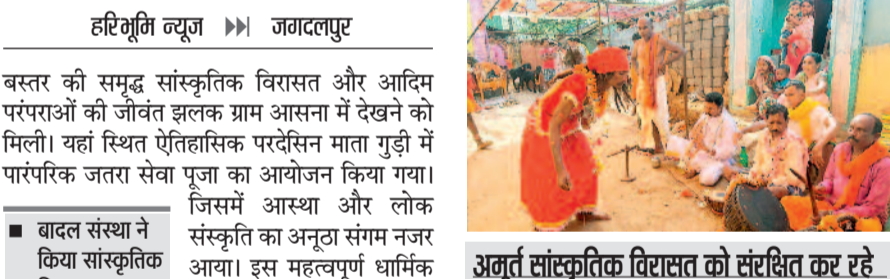 हरिभूमि न्यूज ▶▶| जगदलपुर
बस्तर की समृद्ध सांस्कृतिक विरासत और आदिम
परंपराओं की जीवंत झलक ग्राम आसना में देखने को
मिली। यहां स्थित ऐतिहासिक परदेसिन माता गुड़ी में
पारंपरिक जतरा सेवा पूजा का आयोजन किया गया।
जिसमें आस्था और लोक
संस्कृति का अनूठा संगम नजर
आया। इस महत्वपूर्ण धार्मिक
■ बादल संस्था ने
किया सांस्कृतिक
अमूर्त सांस्कृतिक विरासत को संरक्षित कर रहे